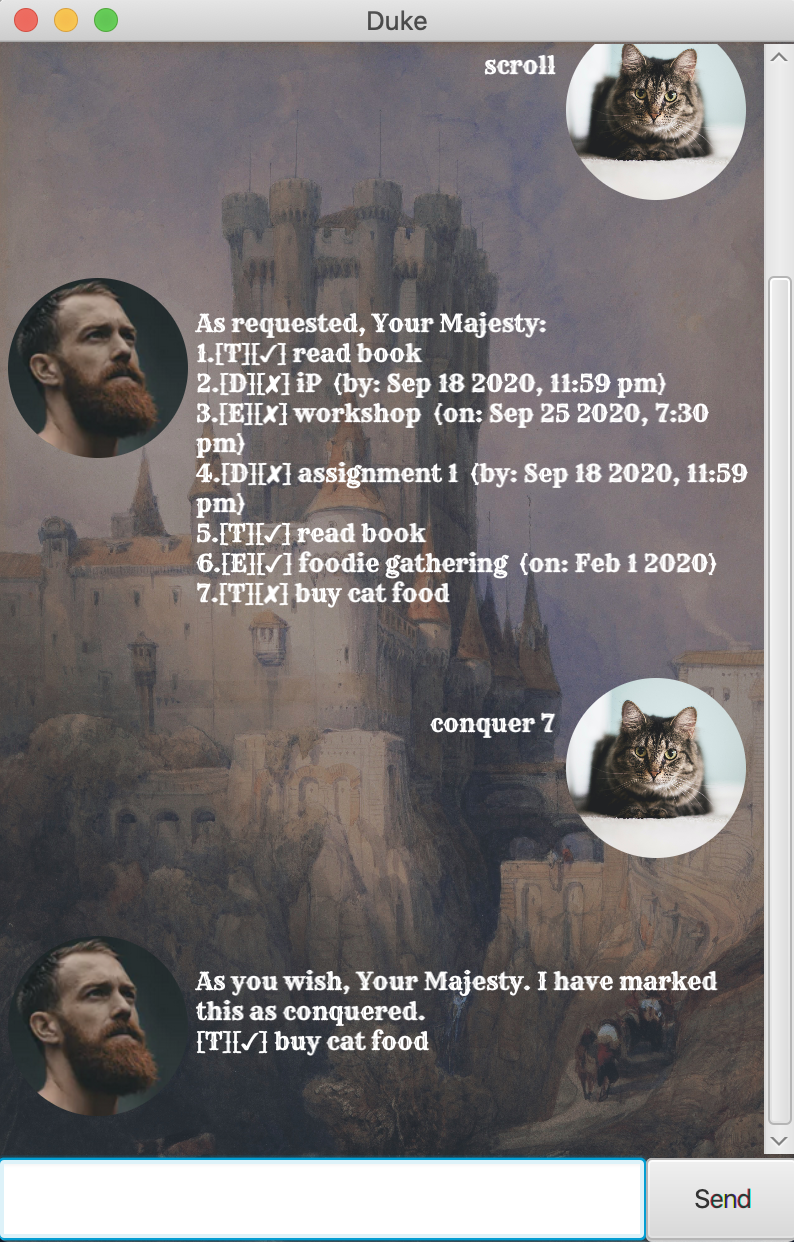 Duke
scroll
As requested, Your Majesty:
1.[T][✓] read book
2.[D][✗] iP  (by: Sep 18 2020, 11:59 pm)
3.[E][✗] workshop  (on: Sep 25 2020, 7:30
pm)
4.[D][✗] assignment 1  (by: Sep 18 2020, 11:59
pm)
5.[T][✓] read book
6.[E][✓] foodie gathering  (on: Feb 1 2020)
7.[T][✗] buy cat food
conquer 7
As you wish, Your Majesty. I have marked
this as conquered.
[T][✓] buy cat food
Send